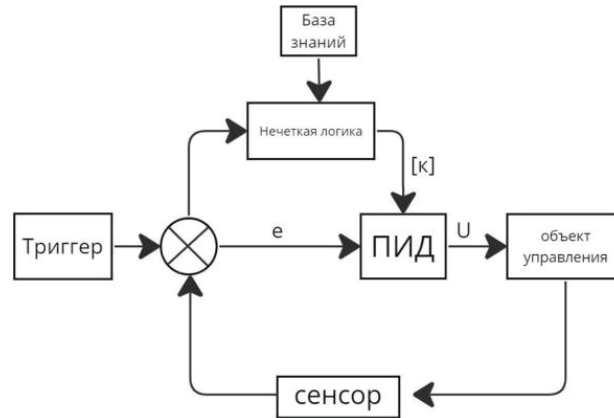 База
знаний
Нечеткая логика
[к]
Триггер
е
ПИД
U
объект
управления
сенсор